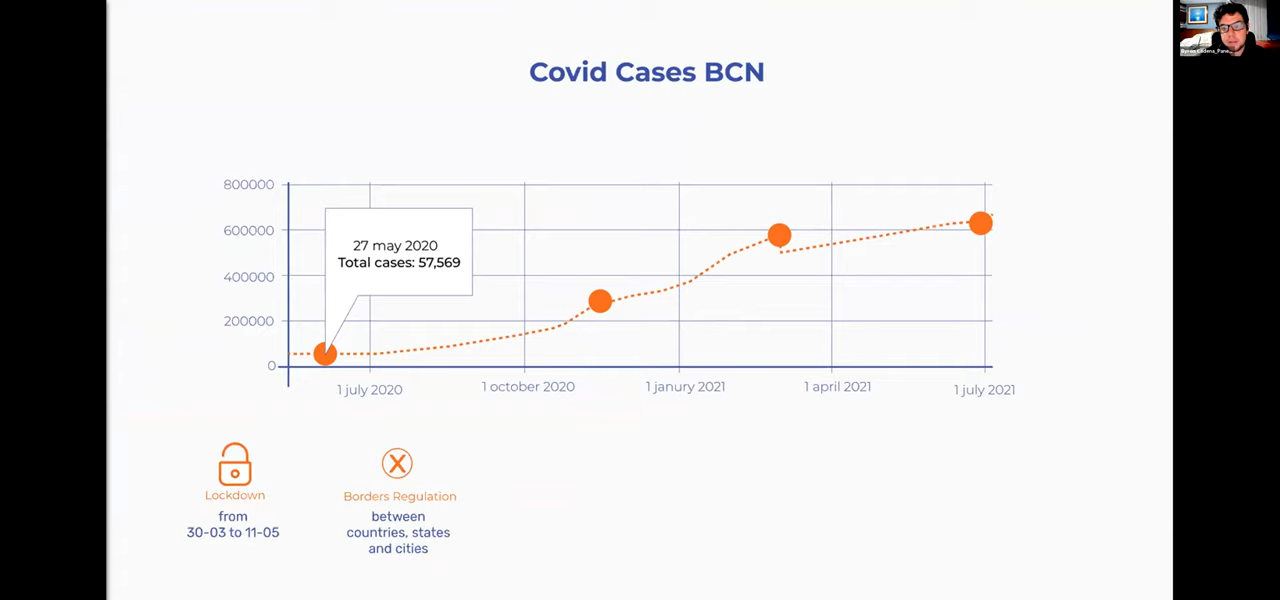 Covid Cases BCN
800000
600000
400000
200000
0
27 may 2020
Total cases: 57,569
1 july 2020
1 october 2020
1 janury 2021
1 april 2021
1 july 2021
Lockdown
from
30-03 to 11-05
X
Borders Regulation
between
countries, states
and cities